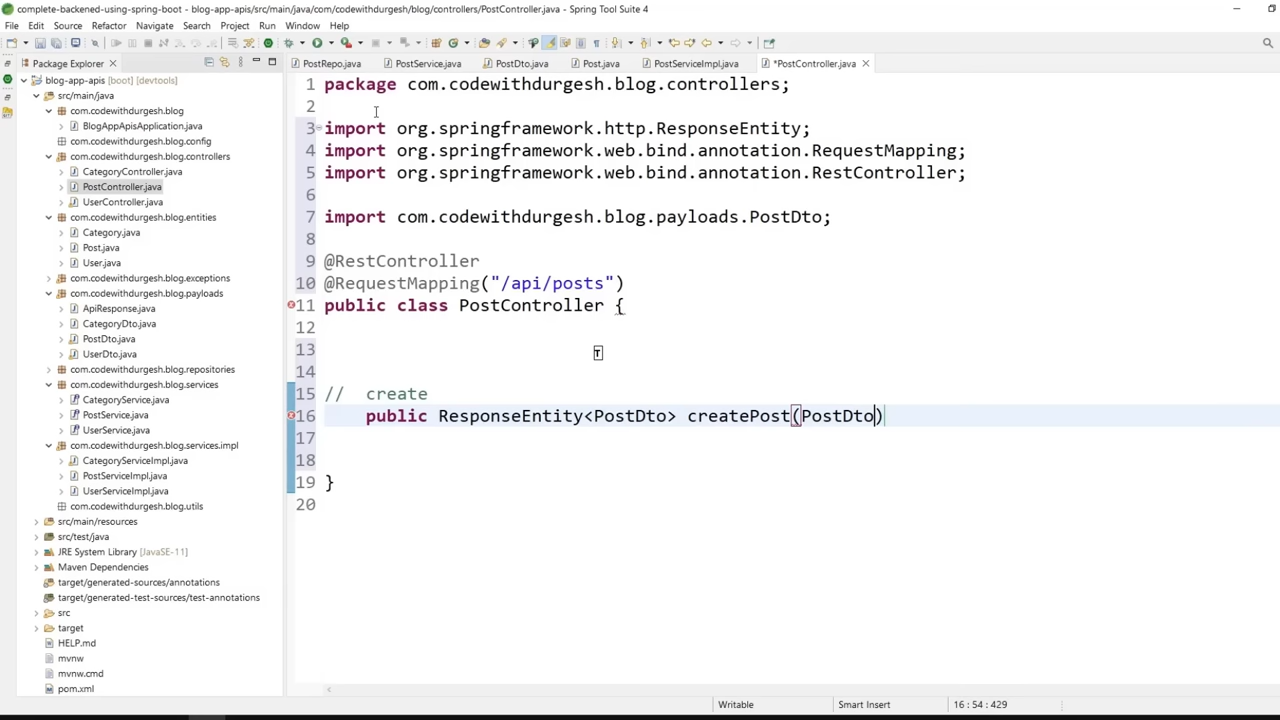 complete-backened-using-spring-boot - blog-app-apis/src/main/java/com/codewithdurgesh/blog/controllers/PostController.java - Spring Tool Suite 4
File Edit Source Refactor Navigate Search Project Run Window Help
Package Explorer
PostRepo.java PostService.java PostDto.java Post.java PostServiceImpl.java *PostController.java
blog-app-apis [boot] [devtools]
src/main/java
com.codewithdurgesh.blog
BlogAppApisApplication.java
com.codewithdurgesh.blog.config
com.codewithdurgesh.blog.controllers
CategoryController.java
PostController.java
UserController.java
com.codewithdurgesh.blog.entities
Category.java
Post.java
User.java
com.codewithdurgesh.blog.exceptions
com.codewithdurgesh.blog.payloads
ApiResponse.java
CategoryDto.java
PostDto.java
UserDto.java
com.codewithdurgesh.blog.repositories
com.codewithdurgesh.blog.services
CategoryService.java
PostService.java
UserService.java
com.codewithdurgesh.blog.services.impl
CategoryServiceImpl.java
PostServiceImpl.java
UserServiceImpl.java
com.codewithdurgesh.blog.utils
src/main/resources
src/test/java
JRE System Library [JavaSE-11]
Maven Dependencies
target/generated-sources/annotations
target/generated-test-sources/test-annotations
src
target
HELP.md
mvnw
mvnw.cmd
pom.xml
1 package com.codewithdurgesh.blog.controllers;
2
3 import org.springframework.http.ResponseEntity;
4 import org.springframework.web.bind.annotation.RequestMapping;
5 import org.springframework.web.bind.annotation.RestController;
6
7 import com.codewithdurgesh.blog.payloads.PostDto;
8
9 @RestController
10 @RequestMapping("/api/posts")
11 public class PostController {
12
13
14
15 // create
16 public ResponseEntity<PostDto> createPost(PostDto)
17
18
19 }
20
Writable Smart Insert 16 : 54 : 429